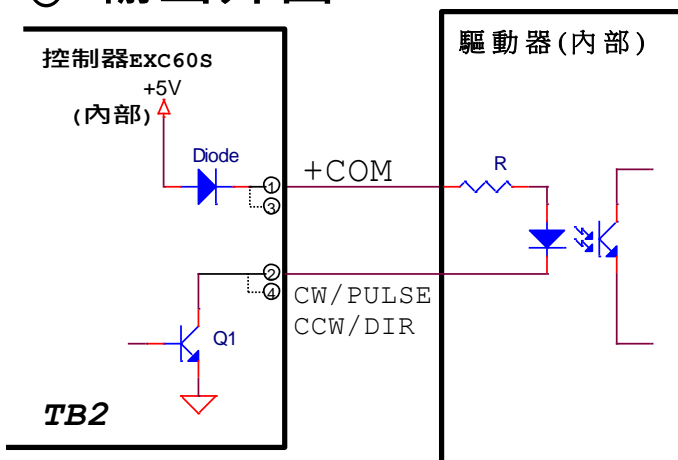 控制器EXC60S
+5V
(內部)
Diode
1
3
2
4
Q1
TB2
+COM
CW/PULSE
CCW/DIR
驅動器(內部)
R